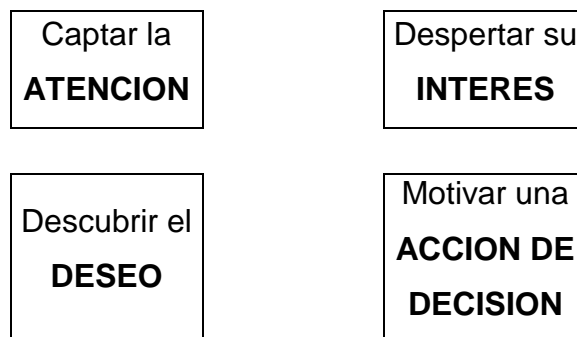 Captar la
ATENCION
Despertar su
INTERES
Descubrir el
DESEO
Motivar una
ACCION DE
DECISION